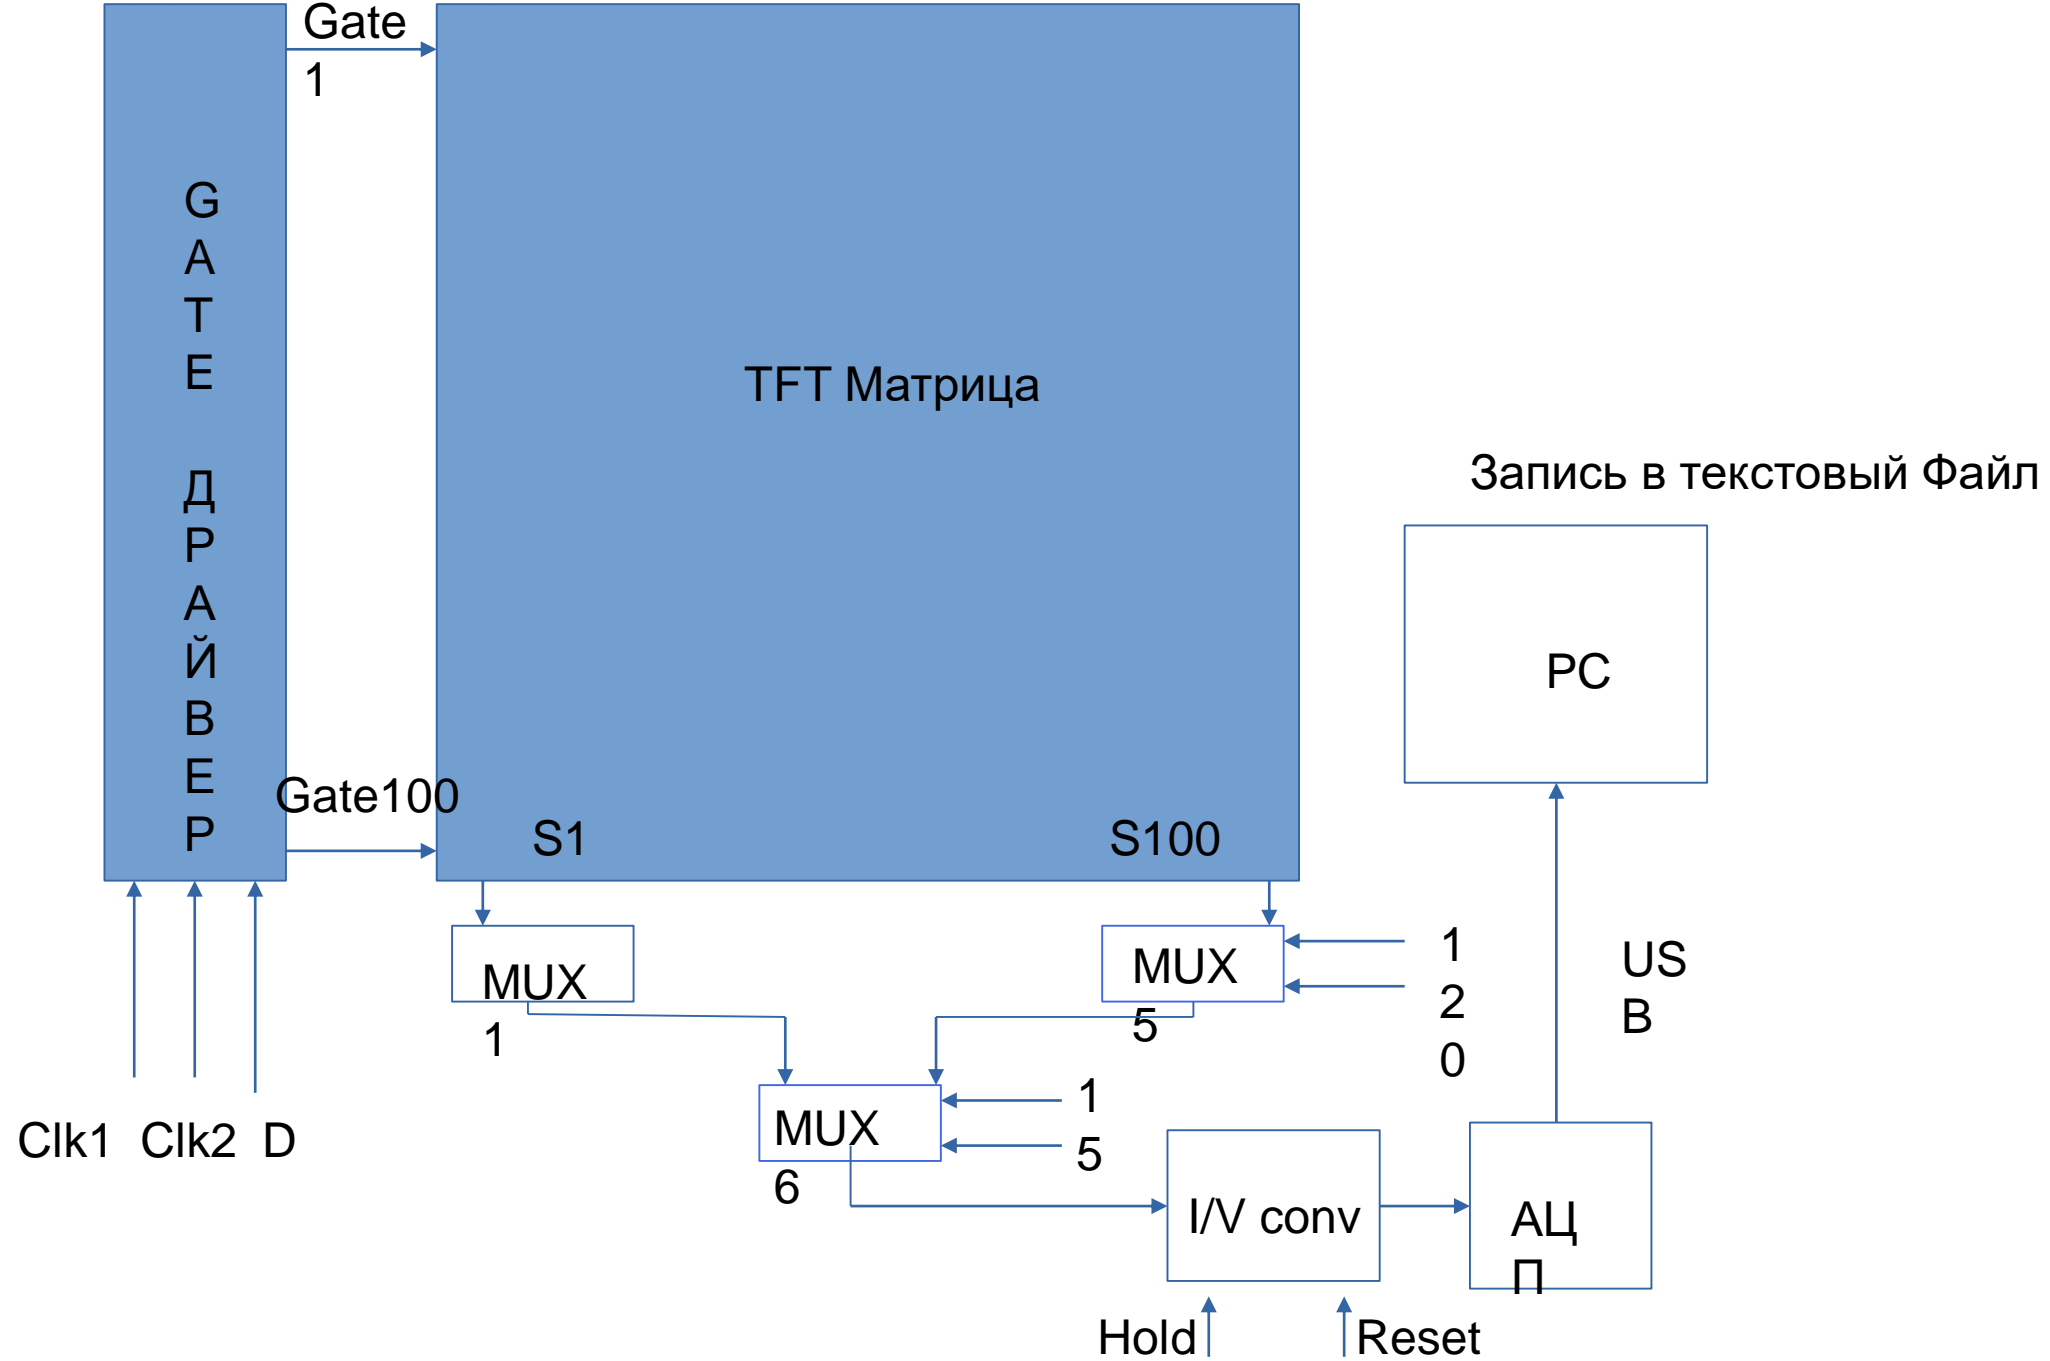 Gate
1
G
A
T
E
Д
Р
А
Й
В
Е
Р
TFT Матрица
Запись в текстовый Файл
PC
Gate100
S1
S100
MUX
1
MUX
5
1
2
0
US
B
MUX
6
1
5
Clk1 Clk2 D
I/V conv
АЦ
П
Hold
Reset